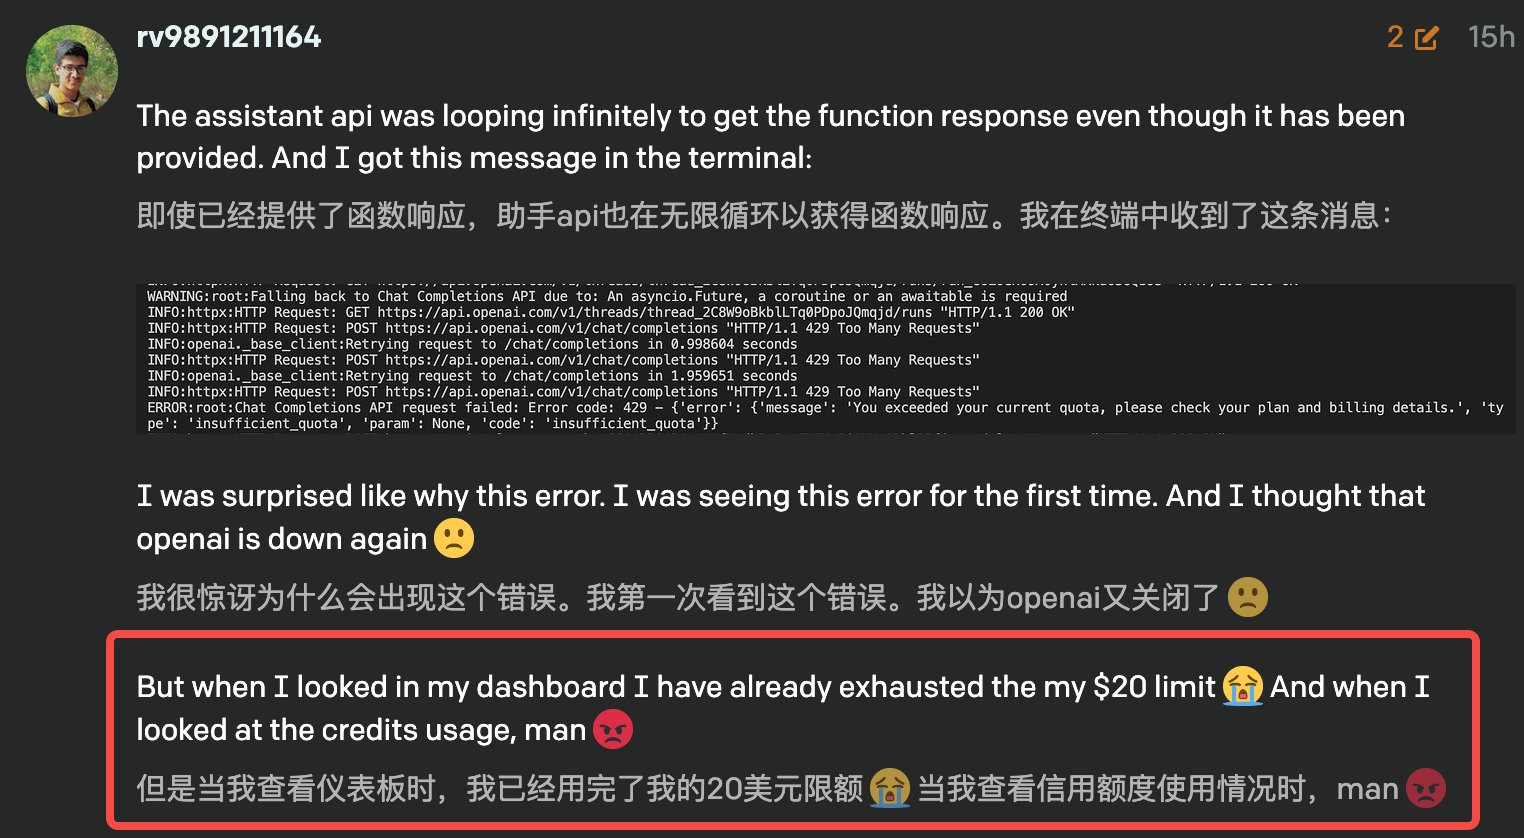 rv9891211164
2 15h
The assistant api was looping infinitely to get the function response even though it has been
provided. And I got this message in the terminal:
即使已经提供了函数响应，助手api也在无限循环以获得函数响应。我在终端中收到了这条消息：
WARNING:root:Falling back to Chat Completions API due to: An asyncio.Future, a coroutine or an awaitable is required
INFO:httpx:HTTP Request: GET https://api.openai.com/v1/threads/thread_2C8W9oBkblLTq0PDpoJQmqjd/runs "HTTP/1.1 200 OK"
INFO:httpx:HTTP Request: POST https://api.openai.com/v1/chat/completions "HTTP/1.1 429 Too Many Requests"
INFO:openai._base_client:Retrying request to /chat/completions in 0.998604 seconds
INFO:httpx:HTTP Request: POST https://api.openai.com/v1/chat/completions "HTTP/1.1 429 Too Many Requests"
INFO:openai._base_client:Retrying request to /chat/completions in 1.959651 seconds
INFO:httpx:HTTP Request: POST https://api.openai.com/v1/chat/completions "HTTP/1.1 429 Too Many Requests"
ERROR:root:Chat Completions API request failed: Error code: 429 - {'error': {'message': 'You exceeded your current quota, please check your plan and billing details.', 'ty
pe': 'insufficient_quota', 'param': None, 'code': 'insufficient_quota'}}
I was surprised like why this error. I was seeing this error for the first time. And I thought that
openai is down again 🙁
我很惊讶为什么会出现这个错误。我第一次看到这个错误。我以为openai又关闭了 🙁
But when I looked in my dashboard I have already exhausted the my $20 limit 😭 And when I
looked at the credits usage, man 😡
但是当我查看仪表板时，我已经用完了我的20美元限额 😭 当我查看信用额度使用情况时，man 😡